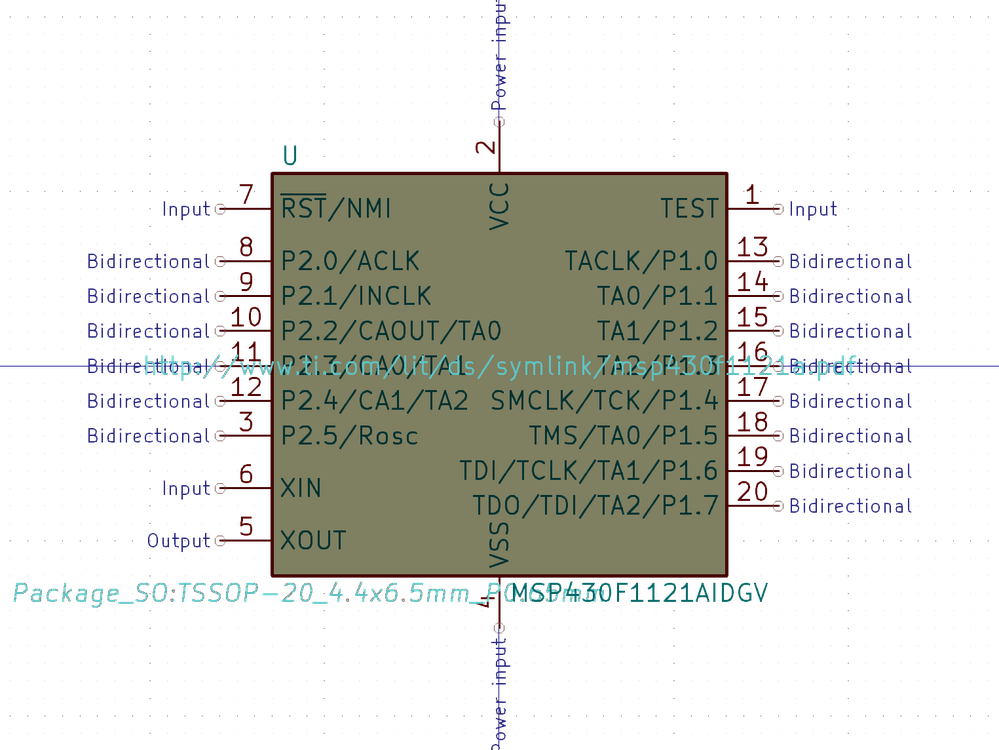 Power input
2
U
VCC
7 R̅S̅T̅/NMI
Input
TEST 1
Input
8 P2.0/ACLK
Bidirectional
TACLK/P1.0 13
Bidirectional
9 P2.1/INCLK
Bidirectional
TA0/P1.1 14
Bidirectional
10 P2.2/CAOUT/TA0
Bidirectional
TA1/P1.2 15
Bidirectional
11 P2.3/CA0/TA1
Bidirectional
http://www.ti.com/lit/ds/symlink/msp430f1121a.pdf
TA2/P1.3 16
Bidirectional
12 P2.4/CA1/TA2
Bidirectional
SMCLK/TCK/P1.4 17
Bidirectional
3 P2.5/Rosc
Bidirectional
TMS/TA0/P1.5 18
Bidirectional
TDI/TCLK/TA1/P1.6 19
Bidirectional
6 XIN
Input
TDO/TDI/TA2/P1.7 20
Bidirectional
5 XOUT
Output
VSS
Package_SO:TSSOP-20_4.4x6.5mm_P0.65mm
MSP430F1121AIDGV
4
Power input